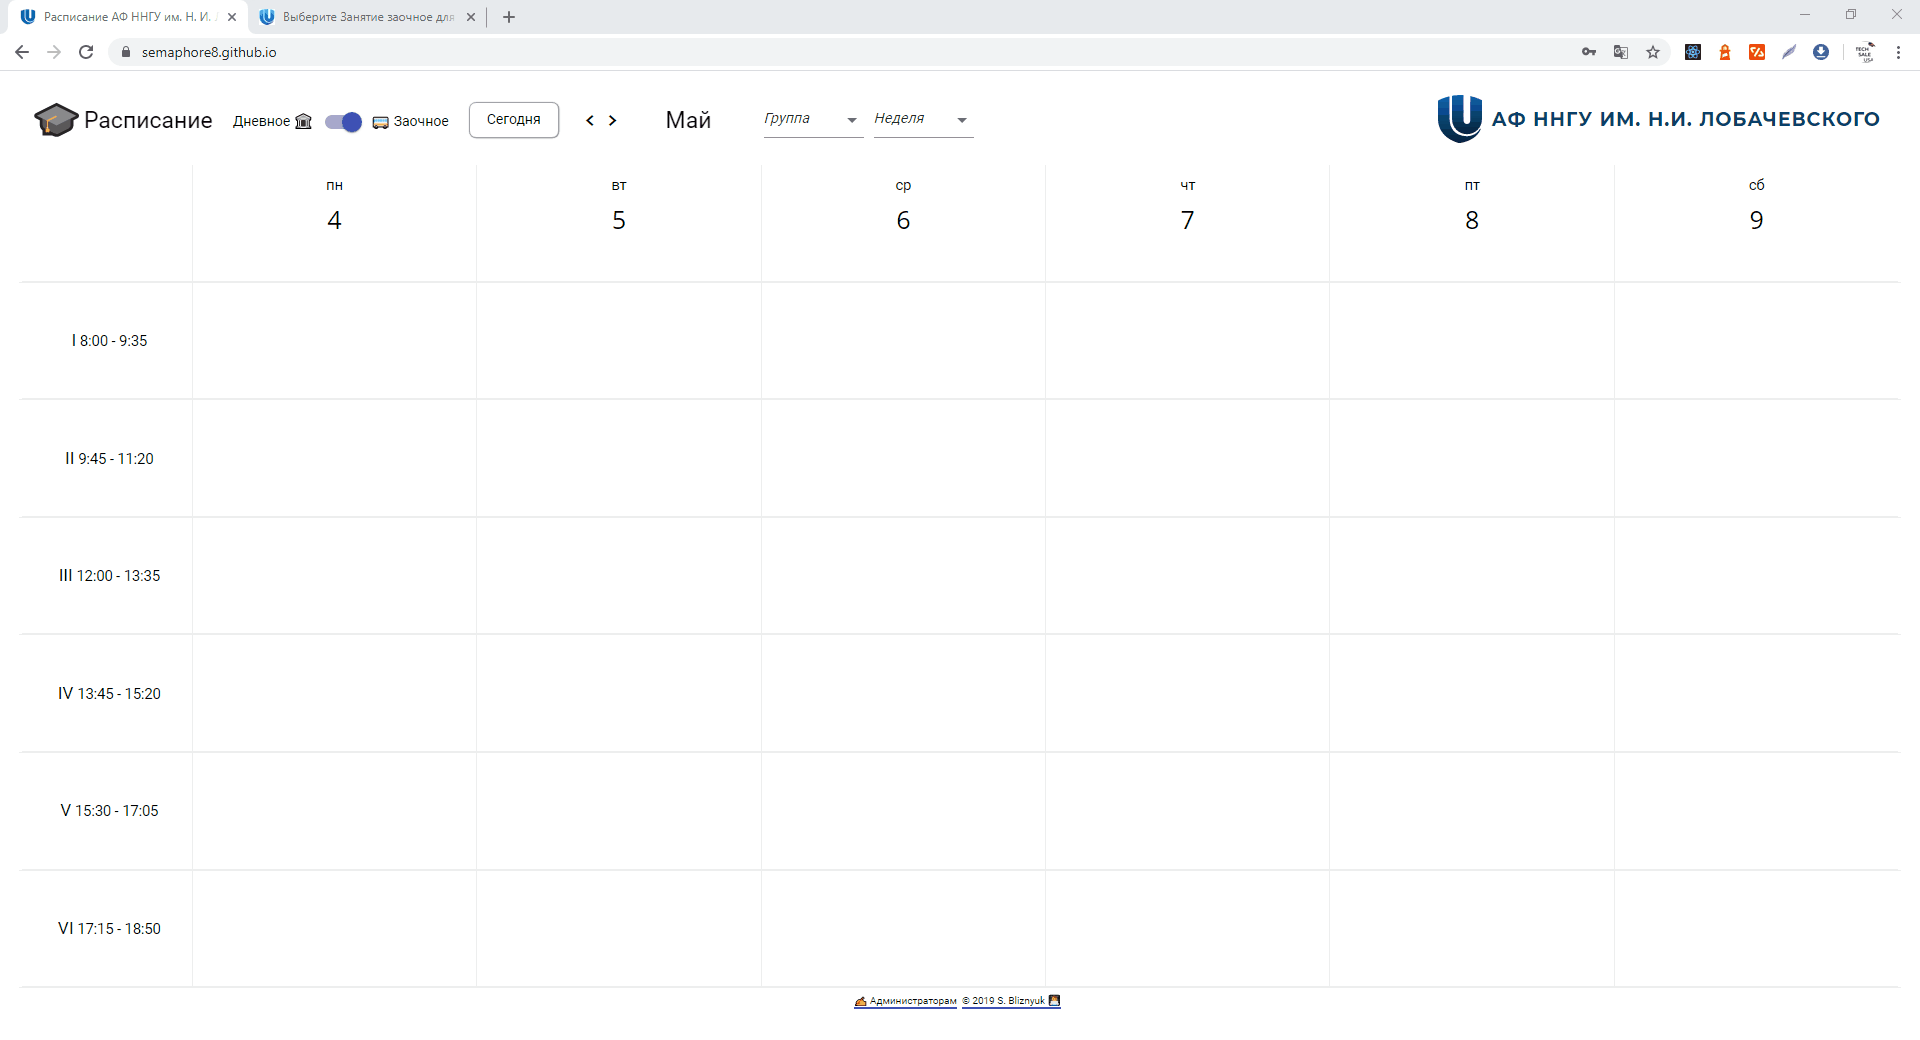 Расписание АФ ННГУ им. Н. И.
Выберите Занятие заочное для
semaphore8.github.io
TECH
SALE
USA
Расписание
Дневное
Заочное
Сегодня
< >
Май
Группа
Неделя
АФ ННГУ ИМ. Н.И. ЛОБАЧЕВСКОГО
пн вт ср чт пт сб
4 5 6 7 8 9
I 8:00 - 9:35
II 9:45 - 11:20
III 12:00 - 13:35
IV 13:45 - 15:20
V 15:30 - 17:05
VI 17:15 - 18:50
Администраторам © 2019 S. Bliznyuk